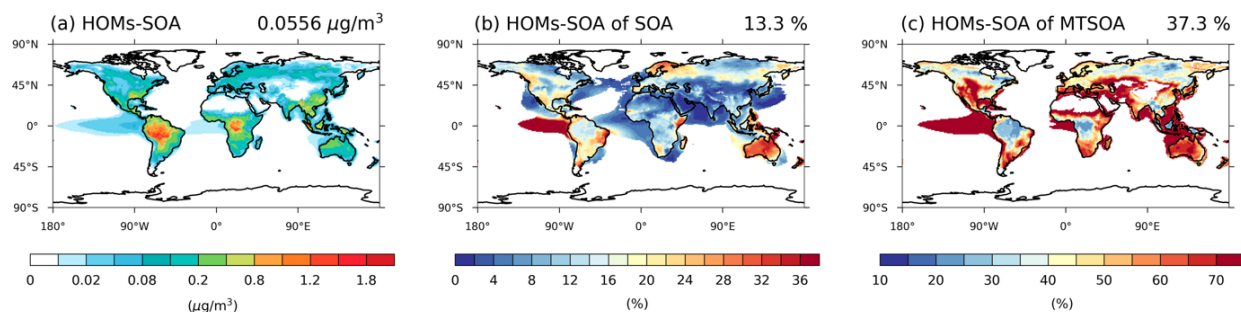 (a) HOMs-SOA 0.0556 μg/m³
(b) HOMs-SOA of SOA 13.3 %
(c) HOMs-SOA of MTSOA 37.3 %
90°N 45°N 0° 45°S 90°S
180° 90°W 0° 90°E
90°N 45°N 0° 45°S 90°S
180° 90°W 0° 90°E
90°N 45°N 0° 45°S 90°S
180° 90°W 0° 90°E
0 0.02 0.08 0.2 0.8 1.2 1.8
(μg/m³)
0 4 8 12 16 20 24 28 32 36
(%)
10 20 30 40 50 60 70
(%)